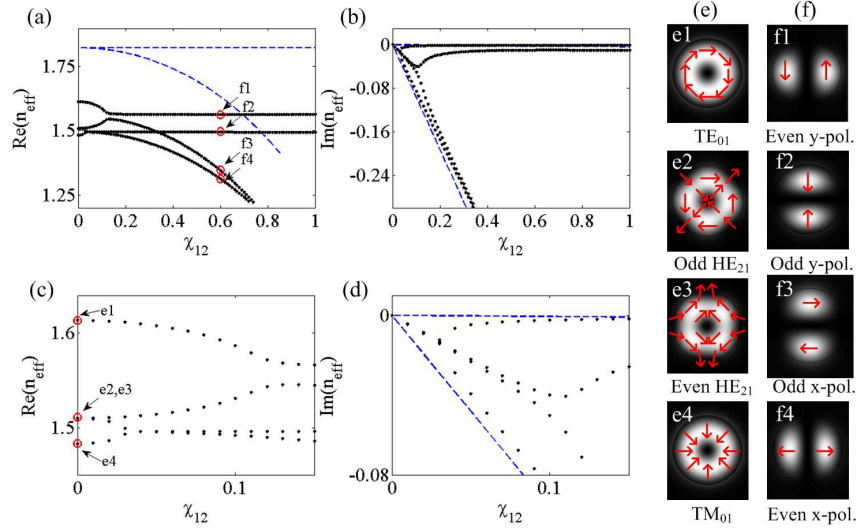 (a)
Re(n_eff)
1.75
1.5
1.25
f1
f2
f3
f4
0 0.2 0.4 0.6 0.8 1
χ12
(b)
Im(n_eff)
0
-0.08
-0.16
-0.24
0 0.2 0.4 0.6 0.8 1
χ12
(c)
Re(n_eff)
1.6
1.5
e1
e2,e3
e4
0 0.1
χ12
(d)
Im(n_eff)
0
-0.08
0 0.1
χ12
(e)
e1
TE01
e2
Odd HE21
e3
Even HE21
e4
TM01
(f)
f1
Even y-pol.
f2
Odd y-pol.
f3
Odd x-pol.
f4
Even x-pol.